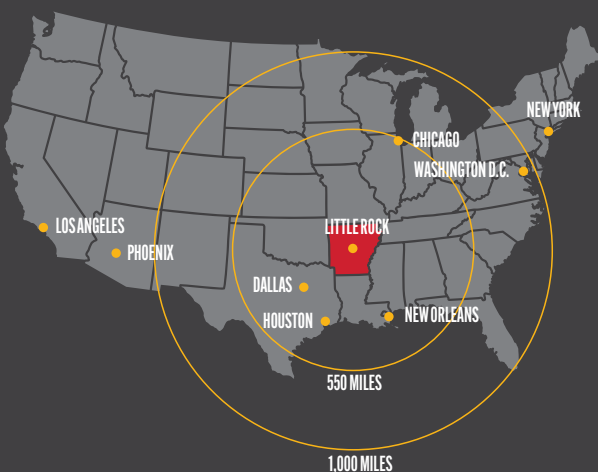 NEW YORK
CHICAGO
WASHINGTON D.C.
LOS ANGELES
LITTLE ROCK
PHOENIX
DALLAS
HOUSTON
NEW ORLEANS
550 MILES
1,000 MILES